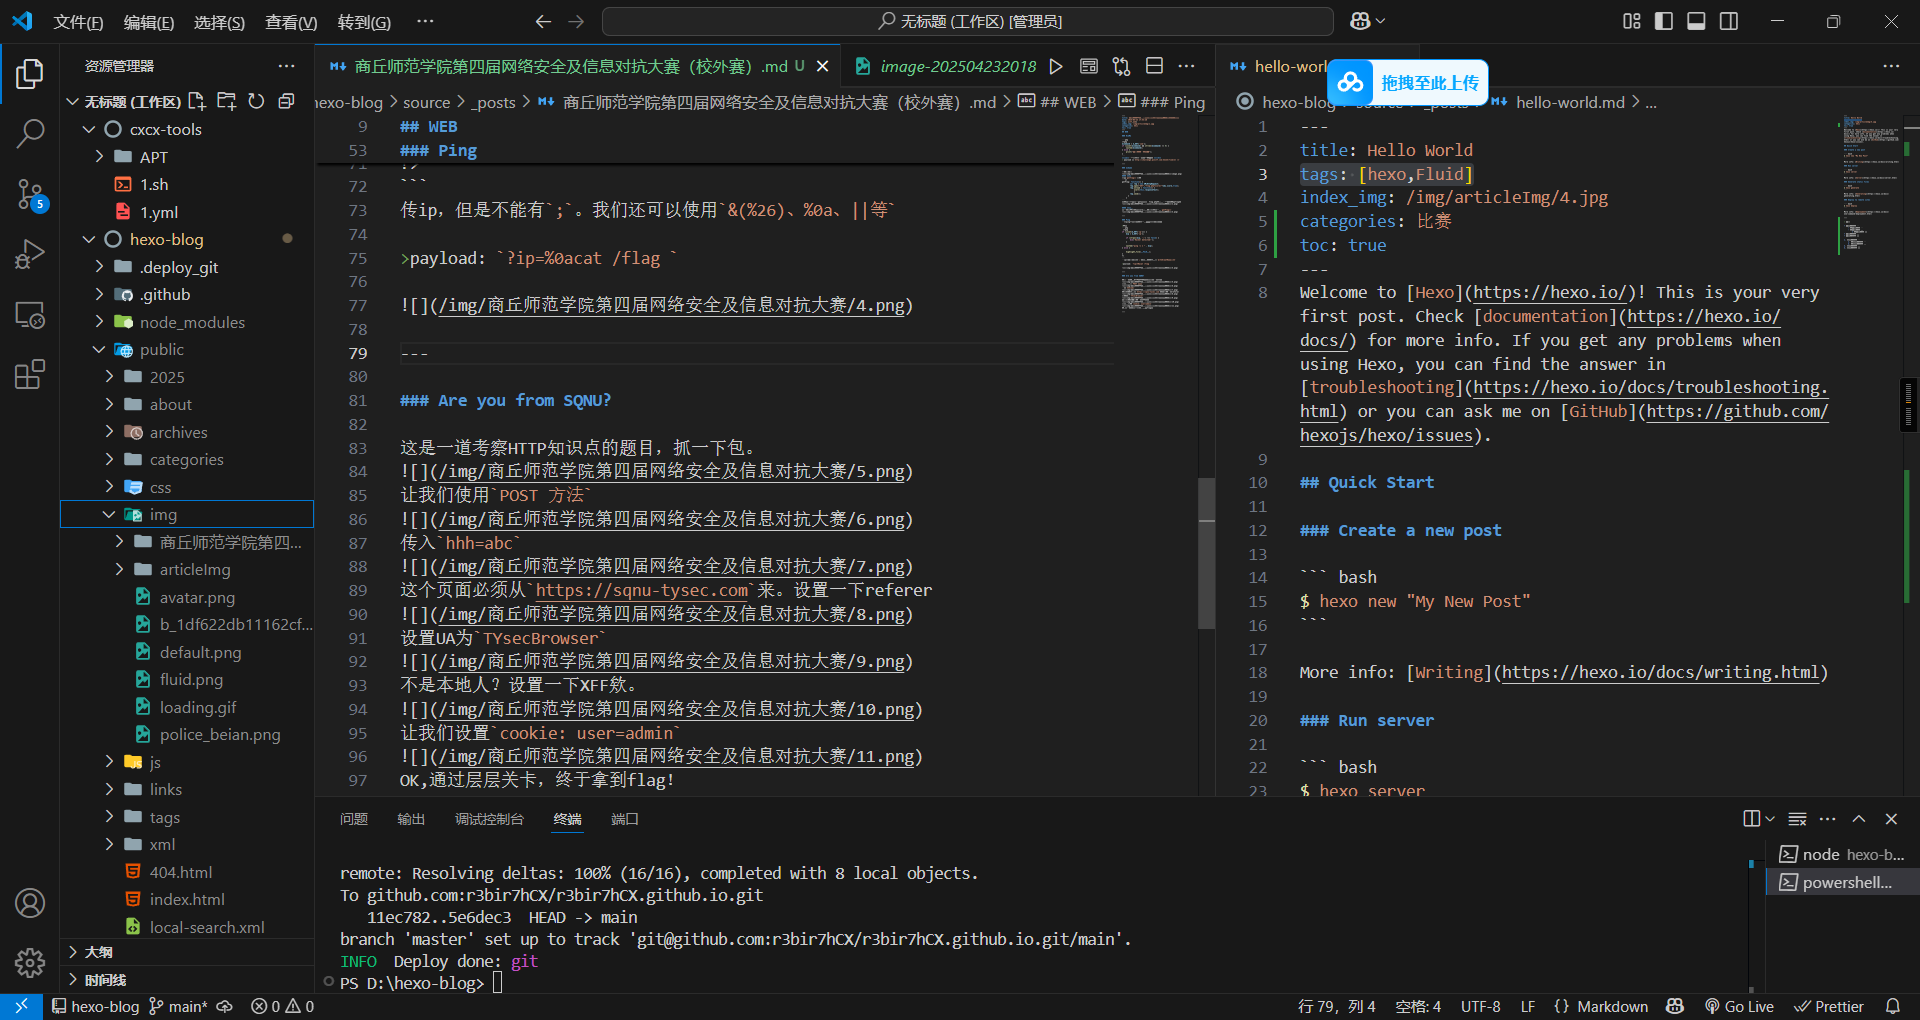 文件(F) 编辑(E) 选择(S) 查看(V) 转到(G) ··· 无标题 (工作区) [管理员]
资源管理器
无标题 (工作区)
cxcx-tools
APT
1.sh
1.yml
hexo-blog
.deploy_git
.github
node_modules
public
2025
about
archives
categories
css
img
商丘师范学院第四...
articleImg
avatar.png
b_1df622db11162cf...
default.png
fluid.png
loading.gif
police_beian.png
js
links
tags
xml
404.html
index.html
local-search.xml
大纲
时间线
5
商丘师范学院第四届网络安全及信息对抗大赛（校外赛）.md U
image-202504232018
hexo-blog > source > _posts > 商丘师范学院第四届网络安全及信息对抗大赛（校外赛）.md > ## WEB > ### Ping
9 ## WEB
53 ### Ping
72 ```
73 传ip，但是不能有`;`。我们还可以使用`&(%26)、%0a、||等`
74
75 >payload: `?ip=%0acat /flag `
76
77 ![](/img/商丘师范学院第四届网络安全及信息对抗大赛/4.png)
78
79 ---
80
81 ### Are you from SQNU?
82
83 这是一道考察HTTP知识点的题目，抓一下包。
84 ![](/img/商丘师范学院第四届网络安全及信息对抗大赛/5.png)
85 让我们使用`POST 方法`
86 ![](/img/商丘师范学院第四届网络安全及信息对抗大赛/6.png)
87 传入`hhh=abc`
88 ![](/img/商丘师范学院第四届网络安全及信息对抗大赛/7.png)
89 这个页面必须从`https://sqnu-tysec.com`来。设置一下referer
90 ![](/img/商丘师范学院第四届网络安全及信息对抗大赛/8.png)
91 设置UA为`TYsecBrowser`
92 ![](/img/商丘师范学院第四届网络安全及信息对抗大赛/9.png)
93 不是本地人？设置一下XFF欸。
94 ![](/img/商丘师范学院第四届网络安全及信息对抗大赛/10.png)
95 让我们设置`cookie: user=admin`
96 ![](/img/商丘师范学院第四届网络安全及信息对抗大赛/11.png)
97 OK,通过层层关卡，终于拿到flag!
拖拽至此上传
hello-world.md > ...
1 ---
2 title: Hello World
3 tags: [hexo,Fluid]
4 index_img: /img/articleImg/4.jpg
5 categories: 比赛
6 toc: true
7 ---
8 Welcome to [Hexo](https://hexo.io/)! This is your very
first post. Check [documentation](https://hexo.io/
docs/) for more info. If you get any problems when
using Hexo, you can find the answer in
[troubleshooting](https://hexo.io/docs/troubleshooting.
html) or you can ask me on [GitHub](https://github.com/
hexojs/hexo/issues).
9
10 ## Quick Start
11
12 ### Create a new post
13
14 ``` bash
15 $ hexo new "My New Post"
16 ```
17
18 More info: [Writing](https://hexo.io/docs/writing.html)
19
20 ### Run server
21
22 ``` bash
23 $ hexo server
问题 输出 调试控制台 终端 端口
remote: Resolving deltas: 100% (16/16), completed with 8 local objects.
To github.com:r3bir7hCX/r3bir7hCX.github.io.git
11ec782..5e6dec3 HEAD -> main
branch 'master' set up to track 'git@github.com:r3bir7hCX/r3bir7hCX.github.io.git/main'.
INFO Deploy done: git
PS D:\hexo-blog>
node hexo-b...
powershell...
hexo-blog main* 0 0 行 79，列 4 空格: 4 UTF-8 LF {} Markdown Go Live Prettier